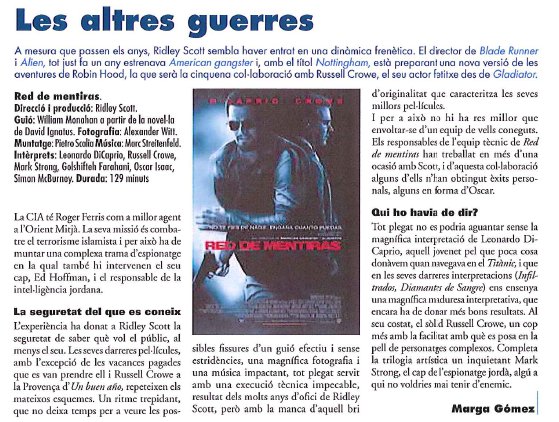 Les altres guerres
A mesura que passen els anys, Ridley Scott sembla haver entrat en una dinàmica frenètica. El director de Blade Runner
i Alien, tot just fa un any estrenava American gangster i, amb el títol Nottingham, està preparant una nova versió de les
aventures de Robin Hood, la que serà la cinquena col·laboració amb Russell Crowe, el seu actor fetitxe des de Gladiator.
Red de mentiras.
Direcció i producció: Ridley Scott.
Guió: William Monahan a partir de la novel·la
de David Ignatus. Fotografia: Alexander Witt.
Muntatge: Pietro Scalia Música: Marc Streitenfeld.
Intèrprets: Leonardo DiCaprio, Russell Crowe,
Mark Strong, Golshifteh Farahani, Oscar Isaac,
Simon McBurney. Durada: 129 minuts
La CIA té Roger Ferris com a millor agent
a l'Orient Mitjà. La seva missió és comba-
tre el terrorisme islamista i per això ha de
muntar una complexa trama d'espionatge
en la qual també hi intervenen el seu
cap, Ed Hoffman, i el responsable de la
intel·ligència jordana.
La seguretat del que es coneix
L'experiència ha donat a Ridley Scott la
seguretat de saber què vol el públic, al
menys el seu. Les seves darreres pel·lícules,
amb l'excepció de les vacances pagades
que es van prendre ell i Russell Crowe a
la Provença d'Un buen año, repeteixen els
mateixos esquemes. Un ritme trepidant,
que no deixa temps per a veure les pos-
DICAPRIO CROWE
NO TE FIES DE NADIE. ENGAÑA CUANTO PUEDAS.
RED DE MENTIRAS
sibles fissures d'un guió efectiu i sense
estridències, una magnífica fotografia i
una música impactant, tot plegat servit
amb una execució tècnica impecable,
resultat dels molts anys d'ofici de Ridley
Scott, però amb la manca d'aquell bri
d'originalitat que caracteritza les seves
millors pel·lícules.
I per a això no hi ha res millor que
envoltar-se d'un equip de vells coneguts.
Els responsables de l'equip tècnic de Red
de mentiras han treballat en més d'una
ocasió amb Scott, i d'aquesta col·laboració
alguns d'ells n'han obtingut èxits perso-
nals, alguns en forma d'Oscar.
Qui ho havia de dir?
Tot plegat no es podria aguantar sense la
magnífica interpretació de Leonardo Di-
Caprio, aquell jovenet pel que poca cosa
donàvem quan navegava en el Titànic, i que
en les seves darreres interpretacions (Infil-
trados, Diamantes de Sangre) ens ensenya
una magnífica maduresa interpretativa, que
encara ha de donar més bons resultats. Al
seu costat, el sòlid Russell Crowe, un cop
més amb la facilitat amb què es posa en la
pell de personatges complexos. Completa
la trilogia artística un inquietant Mark
Strong, el cap de l'espionatge jordà, algú a
qui no voldries mai tenir d'enemic.
Marga Gómez